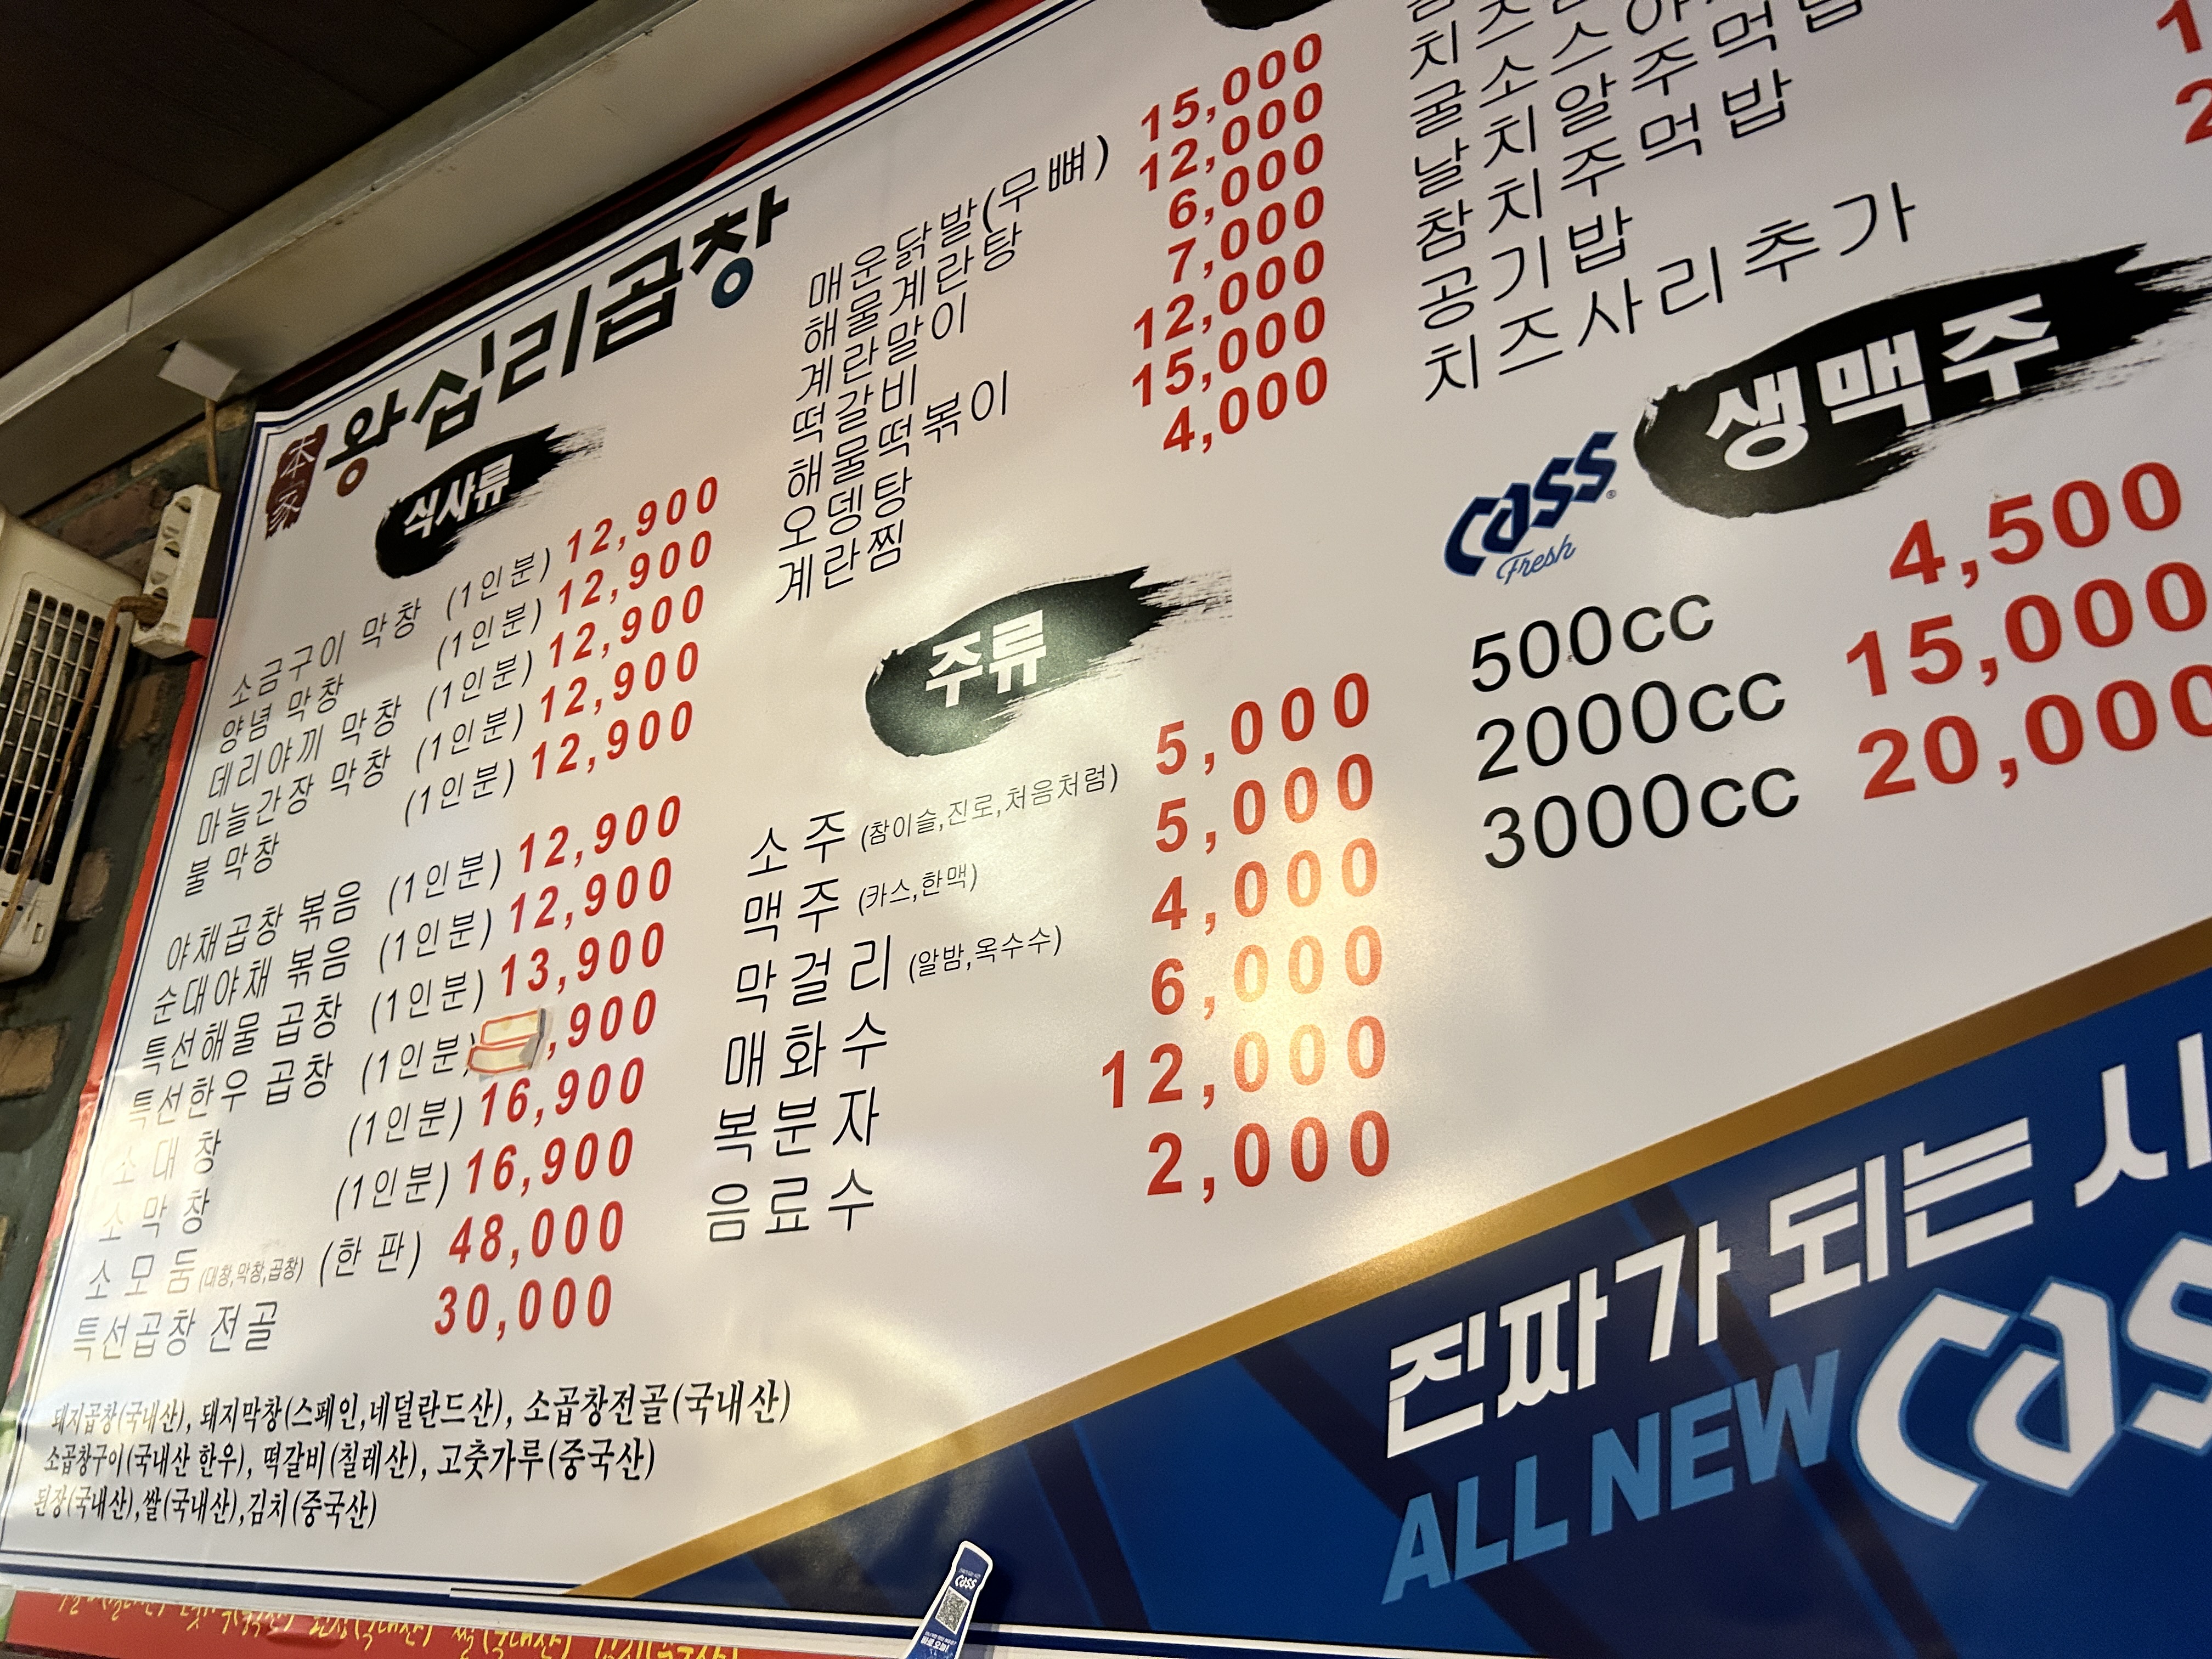 本家 왕십리곱창
식사류
소금구이 막창 (1인분) 12,900
양념 막창 (1인분) 12,900
데리야끼 막창 (1인분) 12,900
마늘간장 막창 (1인분) 12,900
불 막창 (1인분) 12,900
야채곱창 볶음 (1인분) 12,900
순대야채 볶음 (1인분) 12,900
특선해물 곱창 (1인분) 13,900
특선한우 곱창 (1인분) ,900
소대창 (1인분) 16,900
소막창 (1인분) 16,900
소모둠 (대창,막창,곱창) (한 판) 48,000
특선곱창 전골 30,000
돼지곱창(국내산), 돼지막창(스페인,네덜란드산), 소곱창전골(국내산)
소곱창구이(국내산 한우), 떡갈비(칠레산), 고춧가루(중국산)
된장(국내산),쌀(국내산),김치(중국산)
매운닭발(무뼈) 15,000
해물계란탕 12,000
계란말이 6,000
떡갈비 7,000
해물떡볶이 12,000
오뎅탕 15,000
계란찜 4,000
주류
소주 (참이슬,진로,처음처럼) 5,000
맥주 (카스,한맥) 5,000
막걸리 (알밤,옥수수) 4,000
매화수 6,000
복분자 12,000
음료수 2,000
날치알주먹밥
참치주먹밥
공기밥
치즈사리추가
생맥주
Cass
Fresh
500cc 4,500
2000cc 15,000
3000cc 20,000
진짜가 되는 시
ALL NEW Cass
Cass